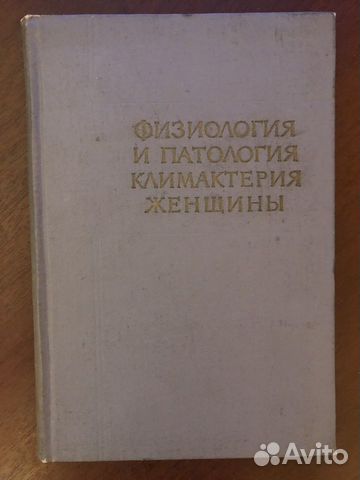 ФИЗИОЛОГИЯ
И ПАТОЛОГИЯ
КЛИМАКТЕРИЯ
ЖЕНЩИНЫ
Avito